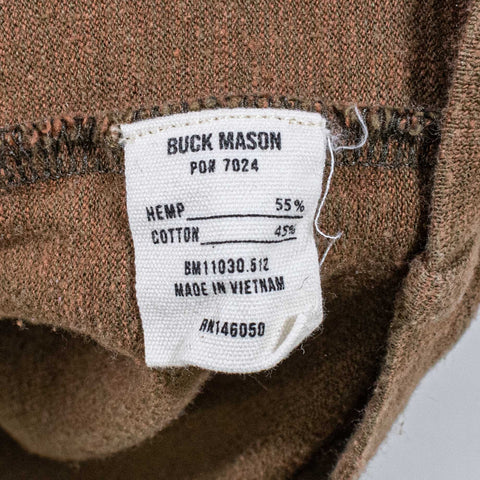 BUCK MASON
PO# 7024
HEMP 55%
COTTON 45%
BM11030.512
MADE IN VIETNAM
RN146050